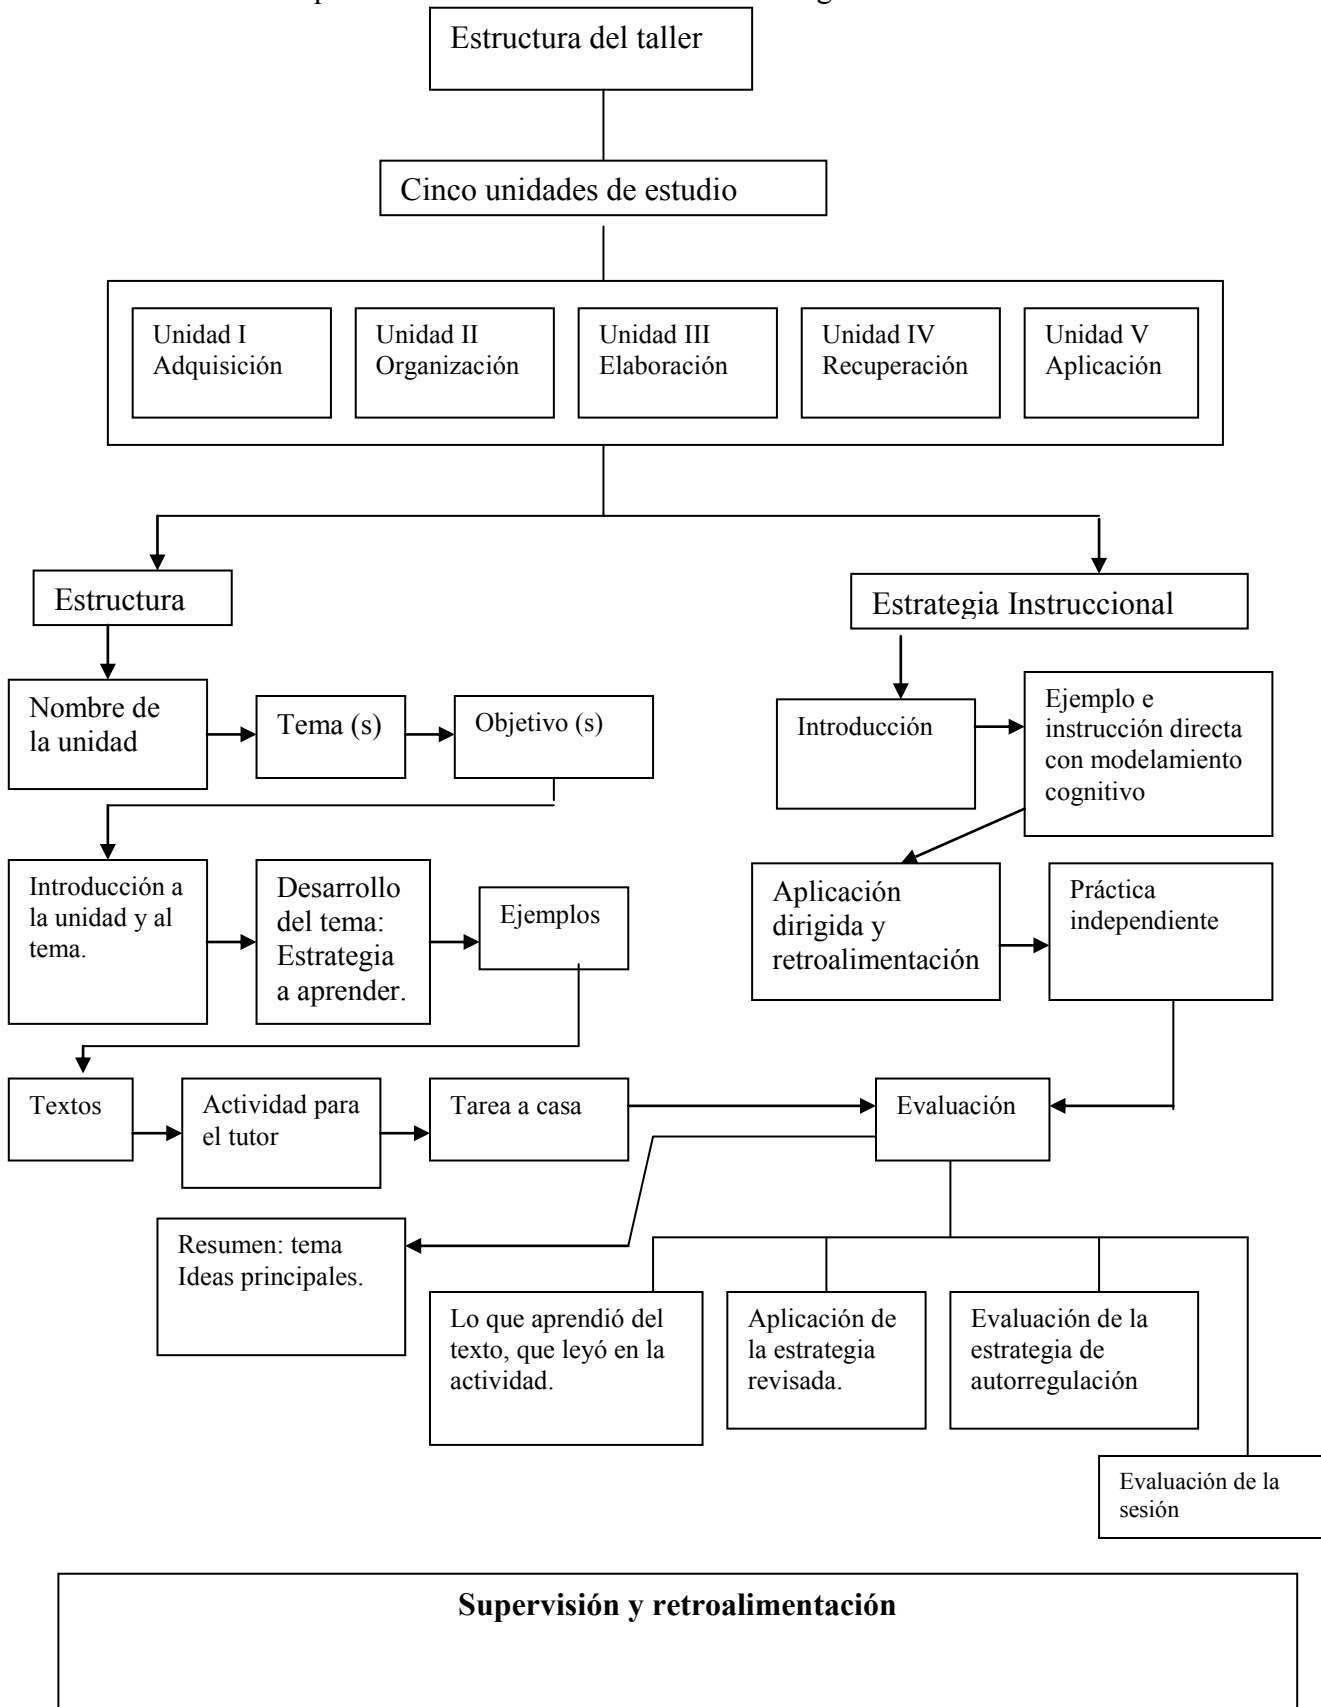 Estructura del taller
Cinco unidades de estudio
Unidad I
Adquisición
Unidad II
Organización
Unidad III
Elaboración
Unidad IV
Recuperación
Unidad V
Aplicación
Estructura
Estrategia Instruccional
Nombre de
la unidad
Tema (s)
Objetivo (s)
Introducción
Ejemplo e
instrucción directa
con modelamiento
cognitivo
Introducción a
la unidad y al
tema.
Desarrollo
del tema:
Estrategia
a aprender.
Ejemplos
Aplicación
dirigida y
retroalimentación
Práctica
independiente
Textos
Actividad para
el tutor
Tarea a casa
Evaluación
Resumen: tema
Ideas principales.
Lo que aprendió del
texto, que leyó en la
actividad.
Aplicación de
la estrategia
revisada.
Evaluación de la
estrategia de
autorregulación
Evaluación de la
sesión
Supervisión y retroalimentación